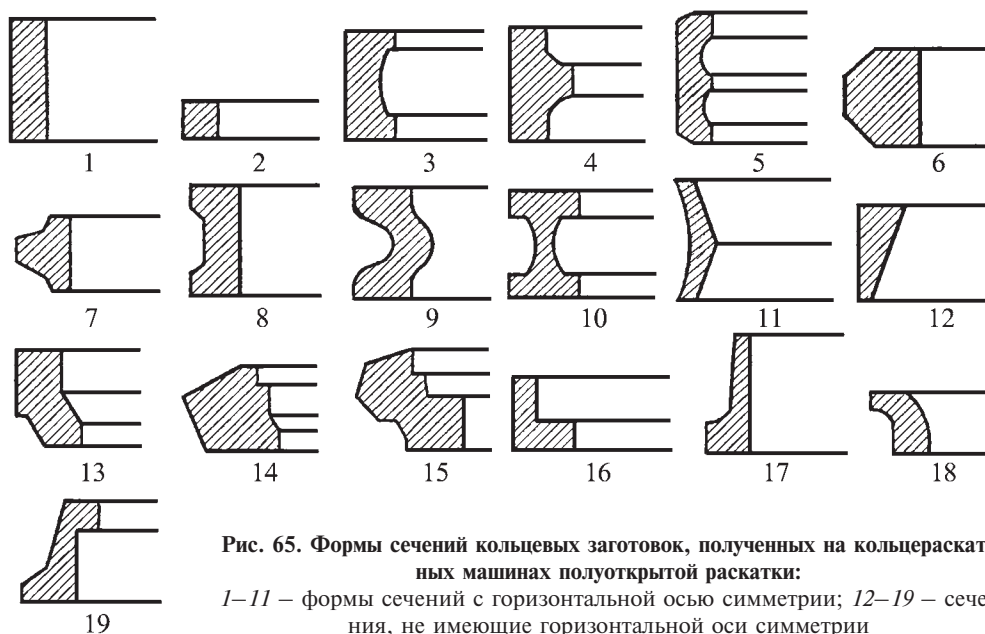 1 2 3 4 5 6
7 8 9 10 11 12
13 14 15 16 17 18
19
Рис. 65. Формы сечений кольцевых заготовок, полученных на кольцераскат-
ных машинах полуоткрытой раскатки:
1–11 – формы сечений с горизонтальной осью симметрии; 12–19 – сече-
ния, не имеющие горизонтальной оси симметрии